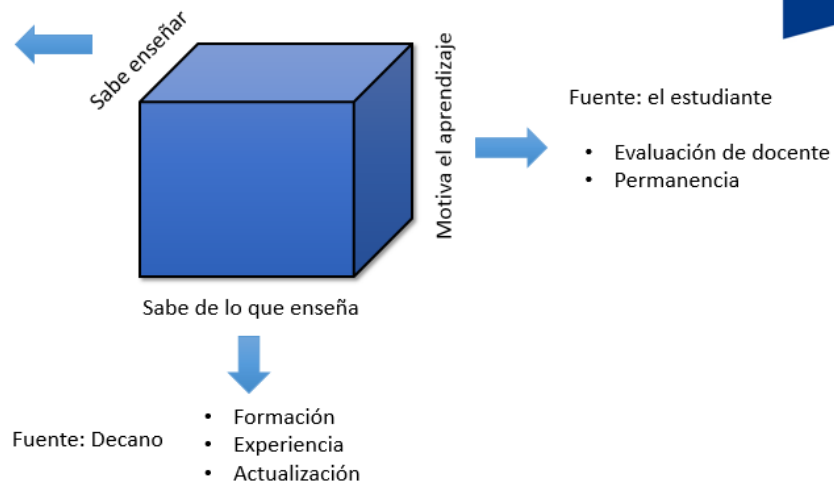 Sabe enseñar
Motiva el aprendizaje
Fuente: el estudiante
• Evaluación de docente
• Permanencia
Sabe de lo que enseña
Fuente: Decano
• Formación
• Experiencia
• Actualización